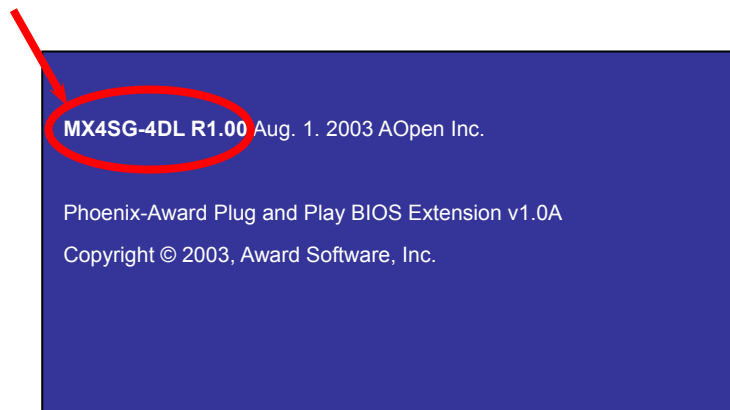 MX4SG-4DL R1.00 Aug. 1. 2003 AOpen Inc.
Phoenix-Award Plug and Play BIOS Extension v1.0A
Copyright © 2003, Award Software, Inc.